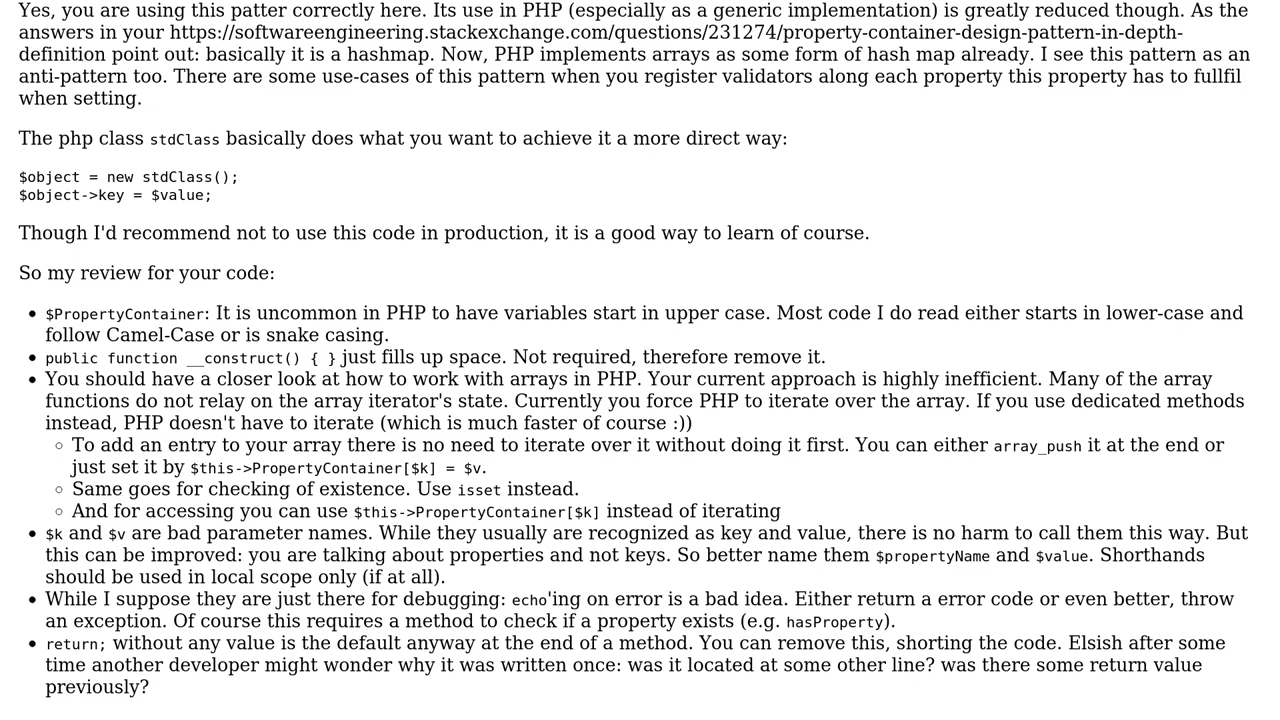 Yes, you are using this patter correctly here. Its use in PHP (especially as a generic implementation) is greatly reduced though. As the
answers in your https://softwareengineering.stackexchange.com/questions/231274/property-container-design-pattern-in-depth-
definition point out: basically it is a hashmap. Now, PHP implements arrays as some form of hash map already. I see this pattern as an
anti-pattern too. There are some use-cases of this pattern when you register validators along each property this property has to fullfil
when setting.
The php class stdClass basically does what you want to achieve it a more direct way:
$object = new stdClass();
$object->key = $value;
Though I'd recommend not to use this code in production, it is a good way to learn of course.
So my review for your code:
• $PropertyContainer: It is uncommon in PHP to have variables start in upper case. Most code I do read either starts in lower-case and
follow Camel-Case or is snake casing.
• public function __construct() { } just fills up space. Not required, therefore remove it.
• You should have a closer look at how to work with arrays in PHP. Your current approach is highly inefficient. Many of the array
functions do not relay on the array iterator's state. Currently you force PHP to iterate over the array. If you use dedicated methods
instead, PHP doesn't have to iterate (which is much faster of course :))
◦ To add an entry to your array there is no need to iterate over it without doing it first. You can either array_push it at the end or
just set it by $this->PropertyContainer[$k] = $v.
◦ Same goes for checking of existence. Use isset instead.
◦ And for accessing you can use $this->PropertyContainer[$k] instead of iterating
• $k and $v are bad parameter names. While they usually are recognized as key and value, there is no harm to call them this way. But
this can be improved: you are talking about properties and not keys. So better name them $propertyName and $value. Shorthands
should be used in local scope only (if at all).
• While I suppose they are just there for debugging: echo'ing on error is a bad idea. Either return a error code or even better, throw
an exception. Of course this requires a method to check if a property exists (e.g. hasProperty).
• return; without any value is the default anyway at the end of a method. You can remove this, shorting the code. Elsish after some
time another developer might wonder why it was written once: was it located at some other line? was there some return value
previously?